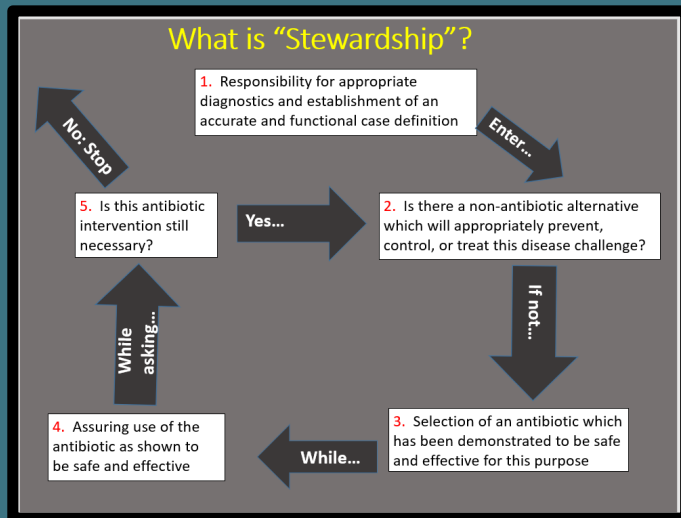 What is “Stewardship”?
1. Responsibility for appropriate
diagnostics and establishment of an
accurate and functional case definition
Enter...
2. Is there a non-antibiotic alternative
which will appropriately prevent,
control, or treat this disease challenge?
If not...
3. Selection of an antibiotic which
has been demonstrated to be safe
and effective for this purpose
While...
4. Assuring use of the
antibiotic as shown to
be safe and effective
While
asking...
5. Is this antibiotic
intervention still
necessary?
Yes...
No: Stop